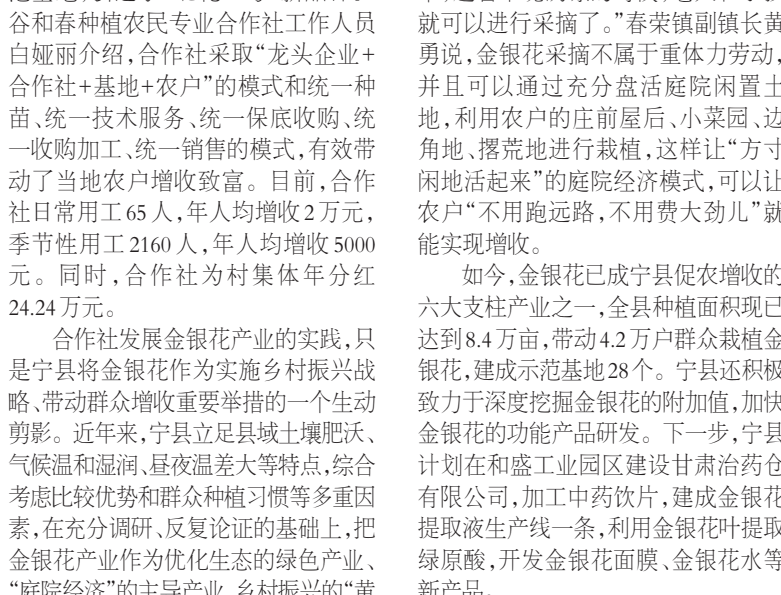 谷和春种植农民专业合作社工作人员
白娅丽介绍,合作社采取“龙头企业+
合作社+基地+农户”的模式和统一种
苗、统一技术服务、统一保底收购、统
一收购加工、统一销售的模式,有效带
动了当地农户增收致富。目前,合作
社日常用工65人,年人均增收2万元,
季节性用工2160人,年人均增收5000
元。同时,合作社为村集体年分红
24.24万元。
合作社发展金银花产业的实践,只
是宁县将金银花作为实施乡村振兴战
略、带动群众增收重要举措的一个生动
剪影。近年来,宁县立足县域土壤肥沃、
气候温和湿润、昼夜温差大等特点,综合
考虑比较优势和群众种植习惯等多重因
素,在充分调研、反复论证的基础上,把
金银花产业作为优化生态的绿色产业、
“庭院经济”的主导产业、乡村振兴的“黄
就可以进行采摘了。”春荣镇副镇长黄
勇说,金银花采摘不属于重体力劳动,
并且可以通过充分盘活庭院闲置土
地,利用农户的庄前屋后、小菜园、边
角地、撂荒地进行栽植,这样让“方寸
闲地活起来”的庭院经济模式,可以让
农户“不用跑远路,不用费大劲儿”就
能实现增收。
如今,金银花已成宁县促农增收的
六大支柱产业之一,全县种植面积现已
达到8.4万亩,带动4.2万户群众栽植金
银花,建成示范基地28个。宁县还积极
致力于深度挖掘金银花的附加值,加快
金银花的功能产品研发。下一步,宁县
计划在和盛工业园区建设甘肃治药仓
有限公司,加工中药饮片,建成金银花
提取液生产线一条,利用金银花叶提取
绿原酸,开发金银花面膜、金银花水等
新产品。